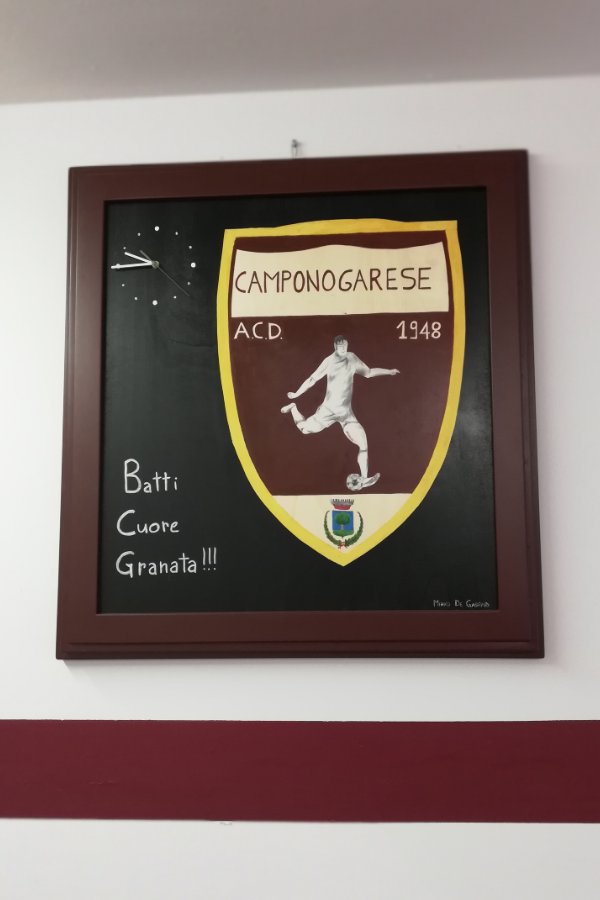 CAMPONOGARESE
A.C.D. 1948
Batti
Cuore
Granata!!!